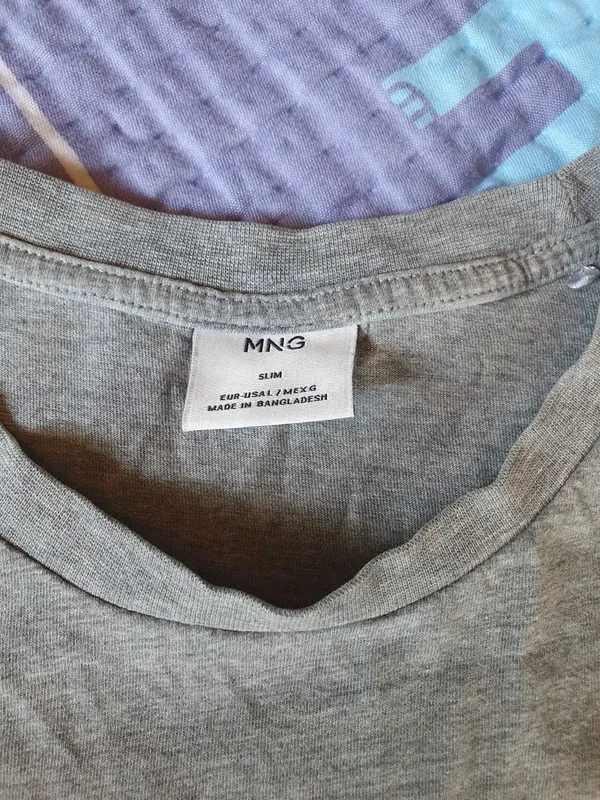 MNG
SLIM
EUR-USA L / MEX G
MADE IN BANGLADESH